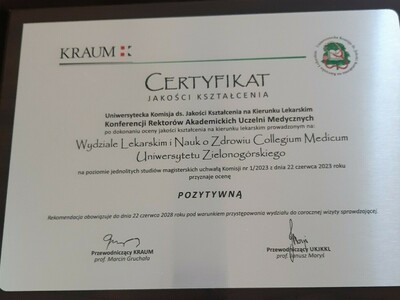 KRAUM
CERTYFIKAT
JAKOŚCI KSZTAŁCENIA
Uniwersytecka Komisja ds. Jakości Kształcenia na Kierunku Lekarskim
Konferencji Rektorów Akademickich Uczelni Medycznych
po dokonaniu oceny jakości kształcenia na kierunku lekarskim prowadzonym na:
Wydziale Lekarskim i Nauk o Zdrowiu Collegium Medicum
Uniwersytetu Zielonogórskiego
na poziomie jednolitych studiów magisterskich uchwałą Komisji nr 1/2023 z dnia 22 czerwca 2023 roku
przyznaje ocenę
POZYTYWNĄ
Rekomendacja obowiązuje do dnia 22 czerwca 2028 roku pod warunkiem przystępowania wydziału do corocznej wizyty sprawdzającej.
Przewodniczący KRAUM
prof. Marcin Gruchała
Przewodniczący UKJKKL
prof. Janusz Maryś